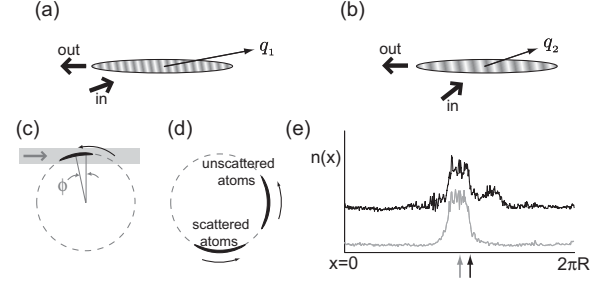 (a)
out
in
q₁
(b)
out
in
q₂
(c)
ϕ
(d)
unscattered
atoms
scattered
atoms
(e)
n(x)
x=0
2πR